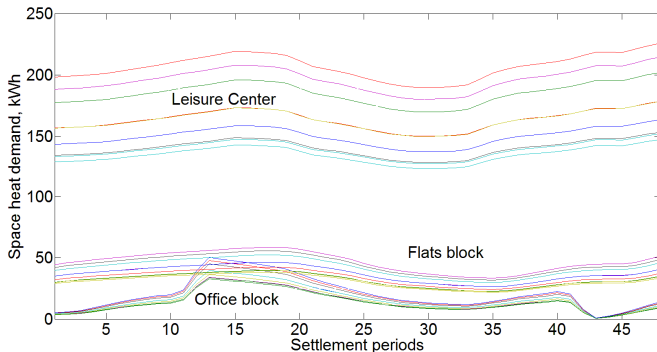 250
200
150
100
50
0
Space heat demand, kWh
Leisure Center
Flats block
Office block
5 10 15 20 25 30 35 40 45
Settlement periods